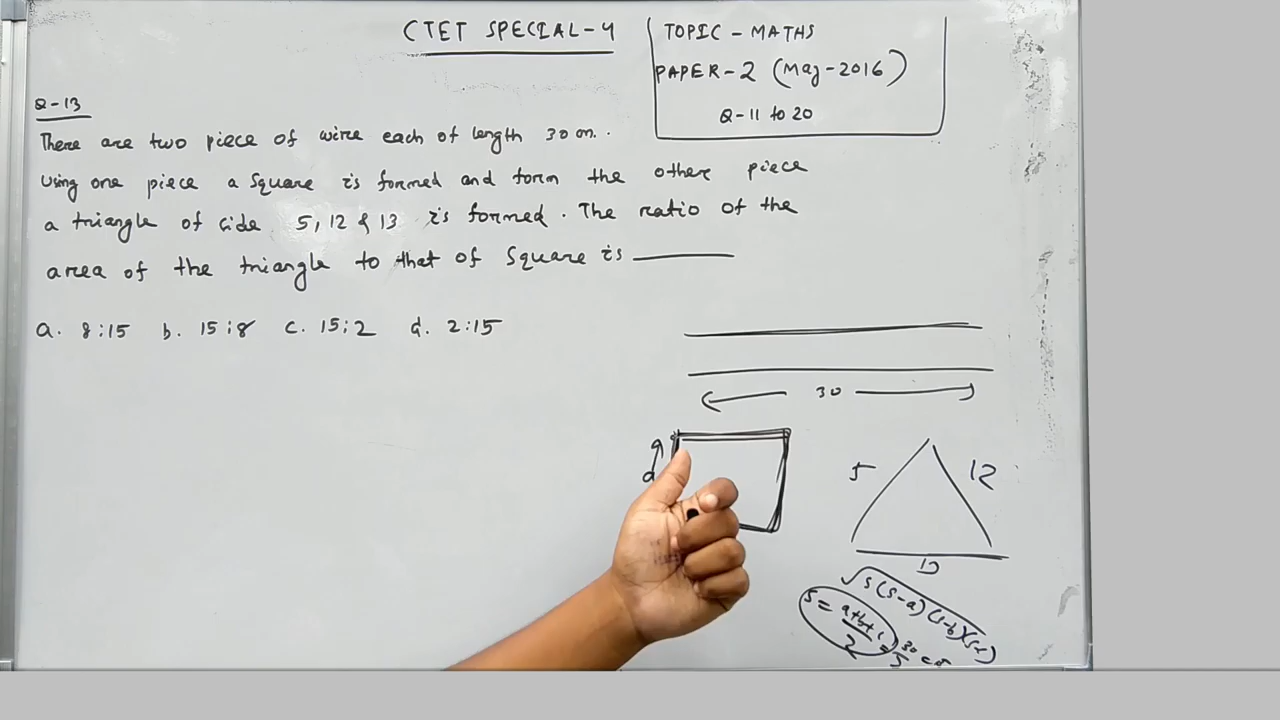 CTET SPECIAL-4
TOPIC - MATHS
PAPER-2 (May-2016)
Q-11 to 20
Q-13
There are two piece of wire each of length 30 cm.
Using one piece a square is formed and form the other piece
a triangle of side 5, 12 & 13 is formed. The ratio of the
area of the triangle to that of square is
a. 8:15 b. 15:8 c. 15:2 d. 2:15
30
a
5
12
13
√s(s-a)(s-b)(s-c)
s = a+b+c/2 =
30